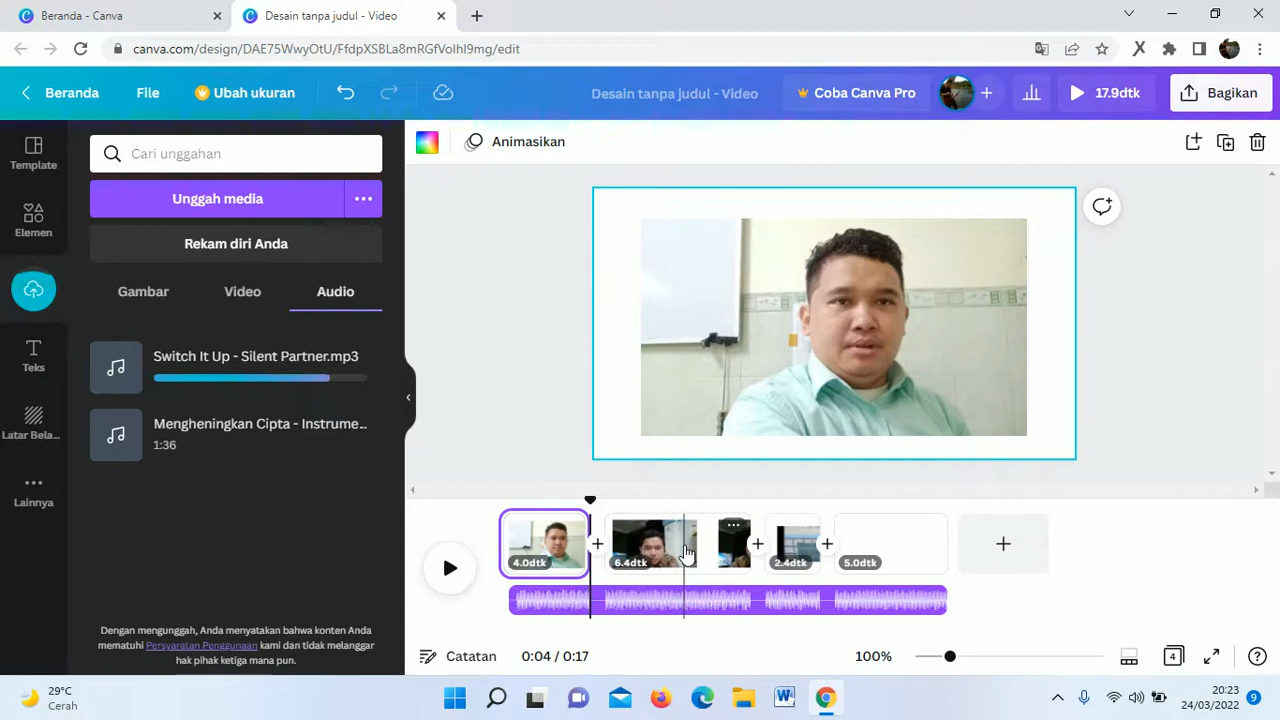 Beranda - Canva
Desain tanpa judul - Video
canva.com/design/DAE75WwyOtU/FfdpXSBLa8mRGfVolhI9mg/edit
Beranda
File
Ubah ukuran
Desain tanpa judul - Video
Coba Canva Pro
17.9dtk
Bagikan
Template
Elemen
Teks
Latar Bela...
Lainnya
Cari unggahan
Unggah media
Rekam diri Anda
Gambar
Video
Audio
Switch It Up - Silent Partner.mp3
Mengheningkan Cipta - Instrume...
1:36
Dengan mengunggah, Anda menyatakan bahwa konten Anda
mematuhi Persyaratan Penggunaan kami dan tidak melanggar
hak pihak ketiga mana pun.
Animasikan
4.0dtk
6.4dtk
2.4dtk
5.0dtk
Catatan
0:04 / 0:17
100%
4
29°C
Cerah
20:23
24/03/2022
9